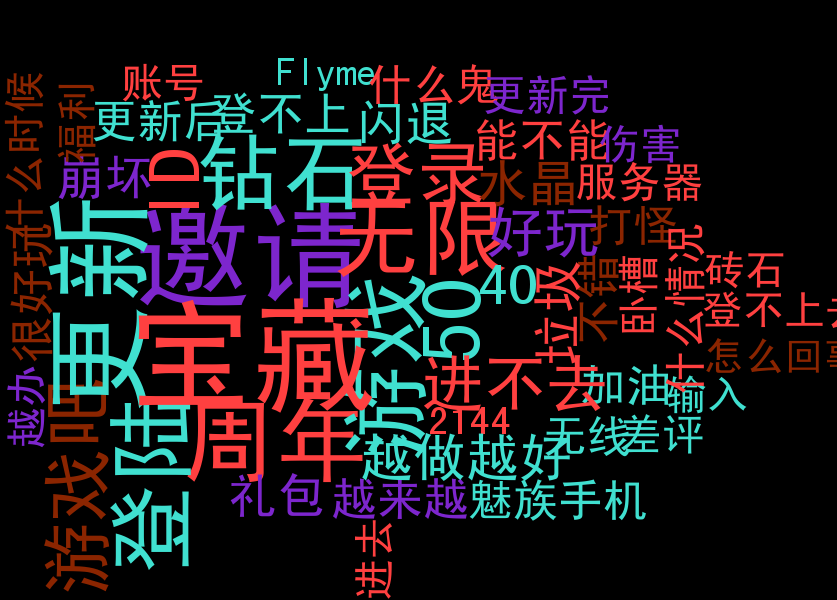 Flyme
账号
什么鬼
更新完
什么时候
福利
更新后
登不上
闪退
能不能
伤害
崩坏
ID
钻石
登录
水晶
服务器
更新
邀请
无限
好玩
打怪
很好玩
游戏
50
40
垃圾
不错
卧槽
什么情况
砖石
登不上去
宝藏
怎么回事
越办
游戏吧
登陆
周年
进不去
加油
输入
2144
越做越好
无线
差评
礼包
越来越
魅族手机
进去